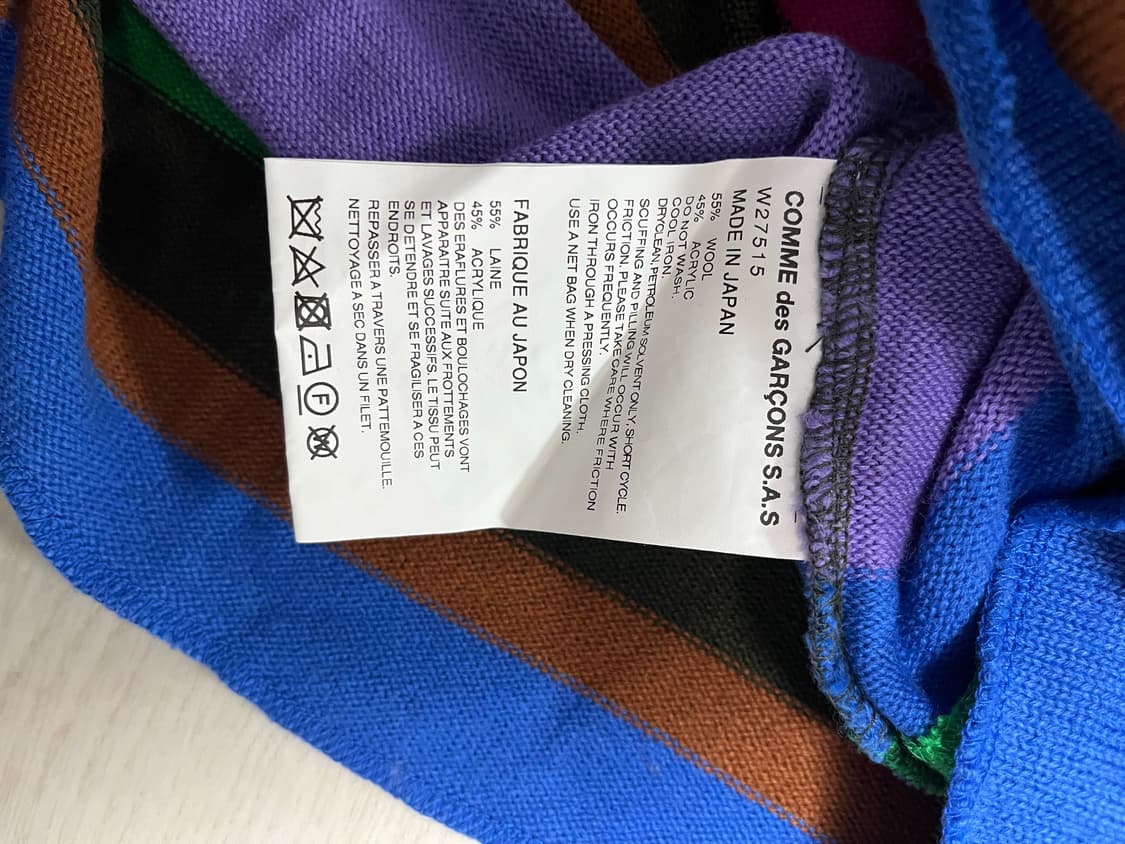 COMME des GARÇONS S.A.S
W27515
MADE IN JAPAN
55% WOOL
45% ACRYLIC
DO NOT WASH.
COOL IRON.
DRYCLEAN,PETROLEUM SOLVENT ONLY,SHORT CYCLE.
SCUFFING AND PILLING WILL OCCUR WITH
FRICTION, PLEASE TAKE CARE WHERE FRICTION
OCCURS FREQUENTLY.
IRON THROUGH A PRESSING CLOTH.
USE A NET BAG WHEN DRY CLEANING.
FABRIQUE AU JAPON
55% LAINE
45% ACRYLIQUE
DES ERAFLURES ET BOULOCHAGES VONT
APPARAITRE SUITE AUX FROTTEMENTS
ET LAVAGES SUCCESSIFS, LE TISSU PEUT
SE DETENDRE ET SE FRAGILISER A CES
ENDROITS.
REPASSER A TRAVERS UNE PATTEMOUILLE.
NETTOYAGE A SEC DANS UN FILET.
F
W